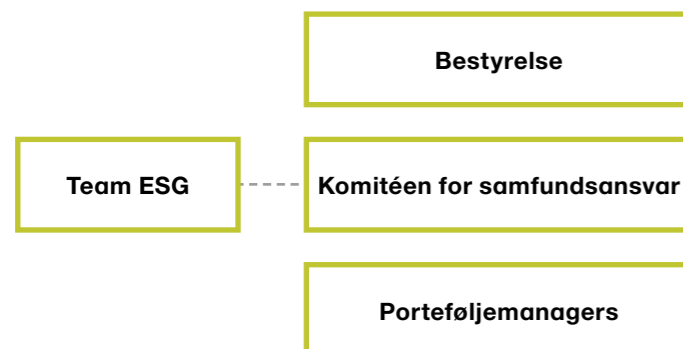 Bestyrelse
Team ESG
Komitéen for samfundsansvar
Porteføljemanagers